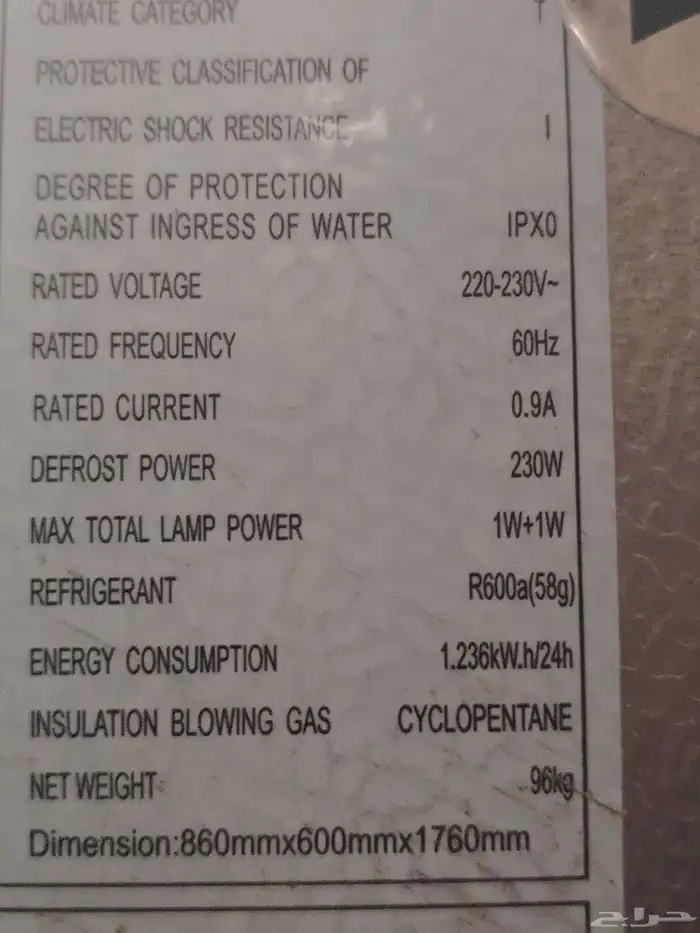 CLIMATE CATEGORY T
PROTECTIVE CLASSIFICATION OF
ELECTRIC SHOCK RESISTANCE I
DEGREE OF PROTECTION
AGAINST INGRESS OF WATER IPX0
RATED VOLTAGE 220-230V~
RATED FREQUENCY 60Hz
RATED CURRENT 0.9A
DEFROST POWER 230W
MAX TOTAL LAMP POWER 1W+1W
REFRIGERANT R600a(58g)
ENERGY CONSUMPTION 1.236kW.h/24h
INSULATION BLOWING GAS CYCLOPENTANE
NET WEIGHT 96kg
Dimension:860mmx600mmx1760mm
حراج